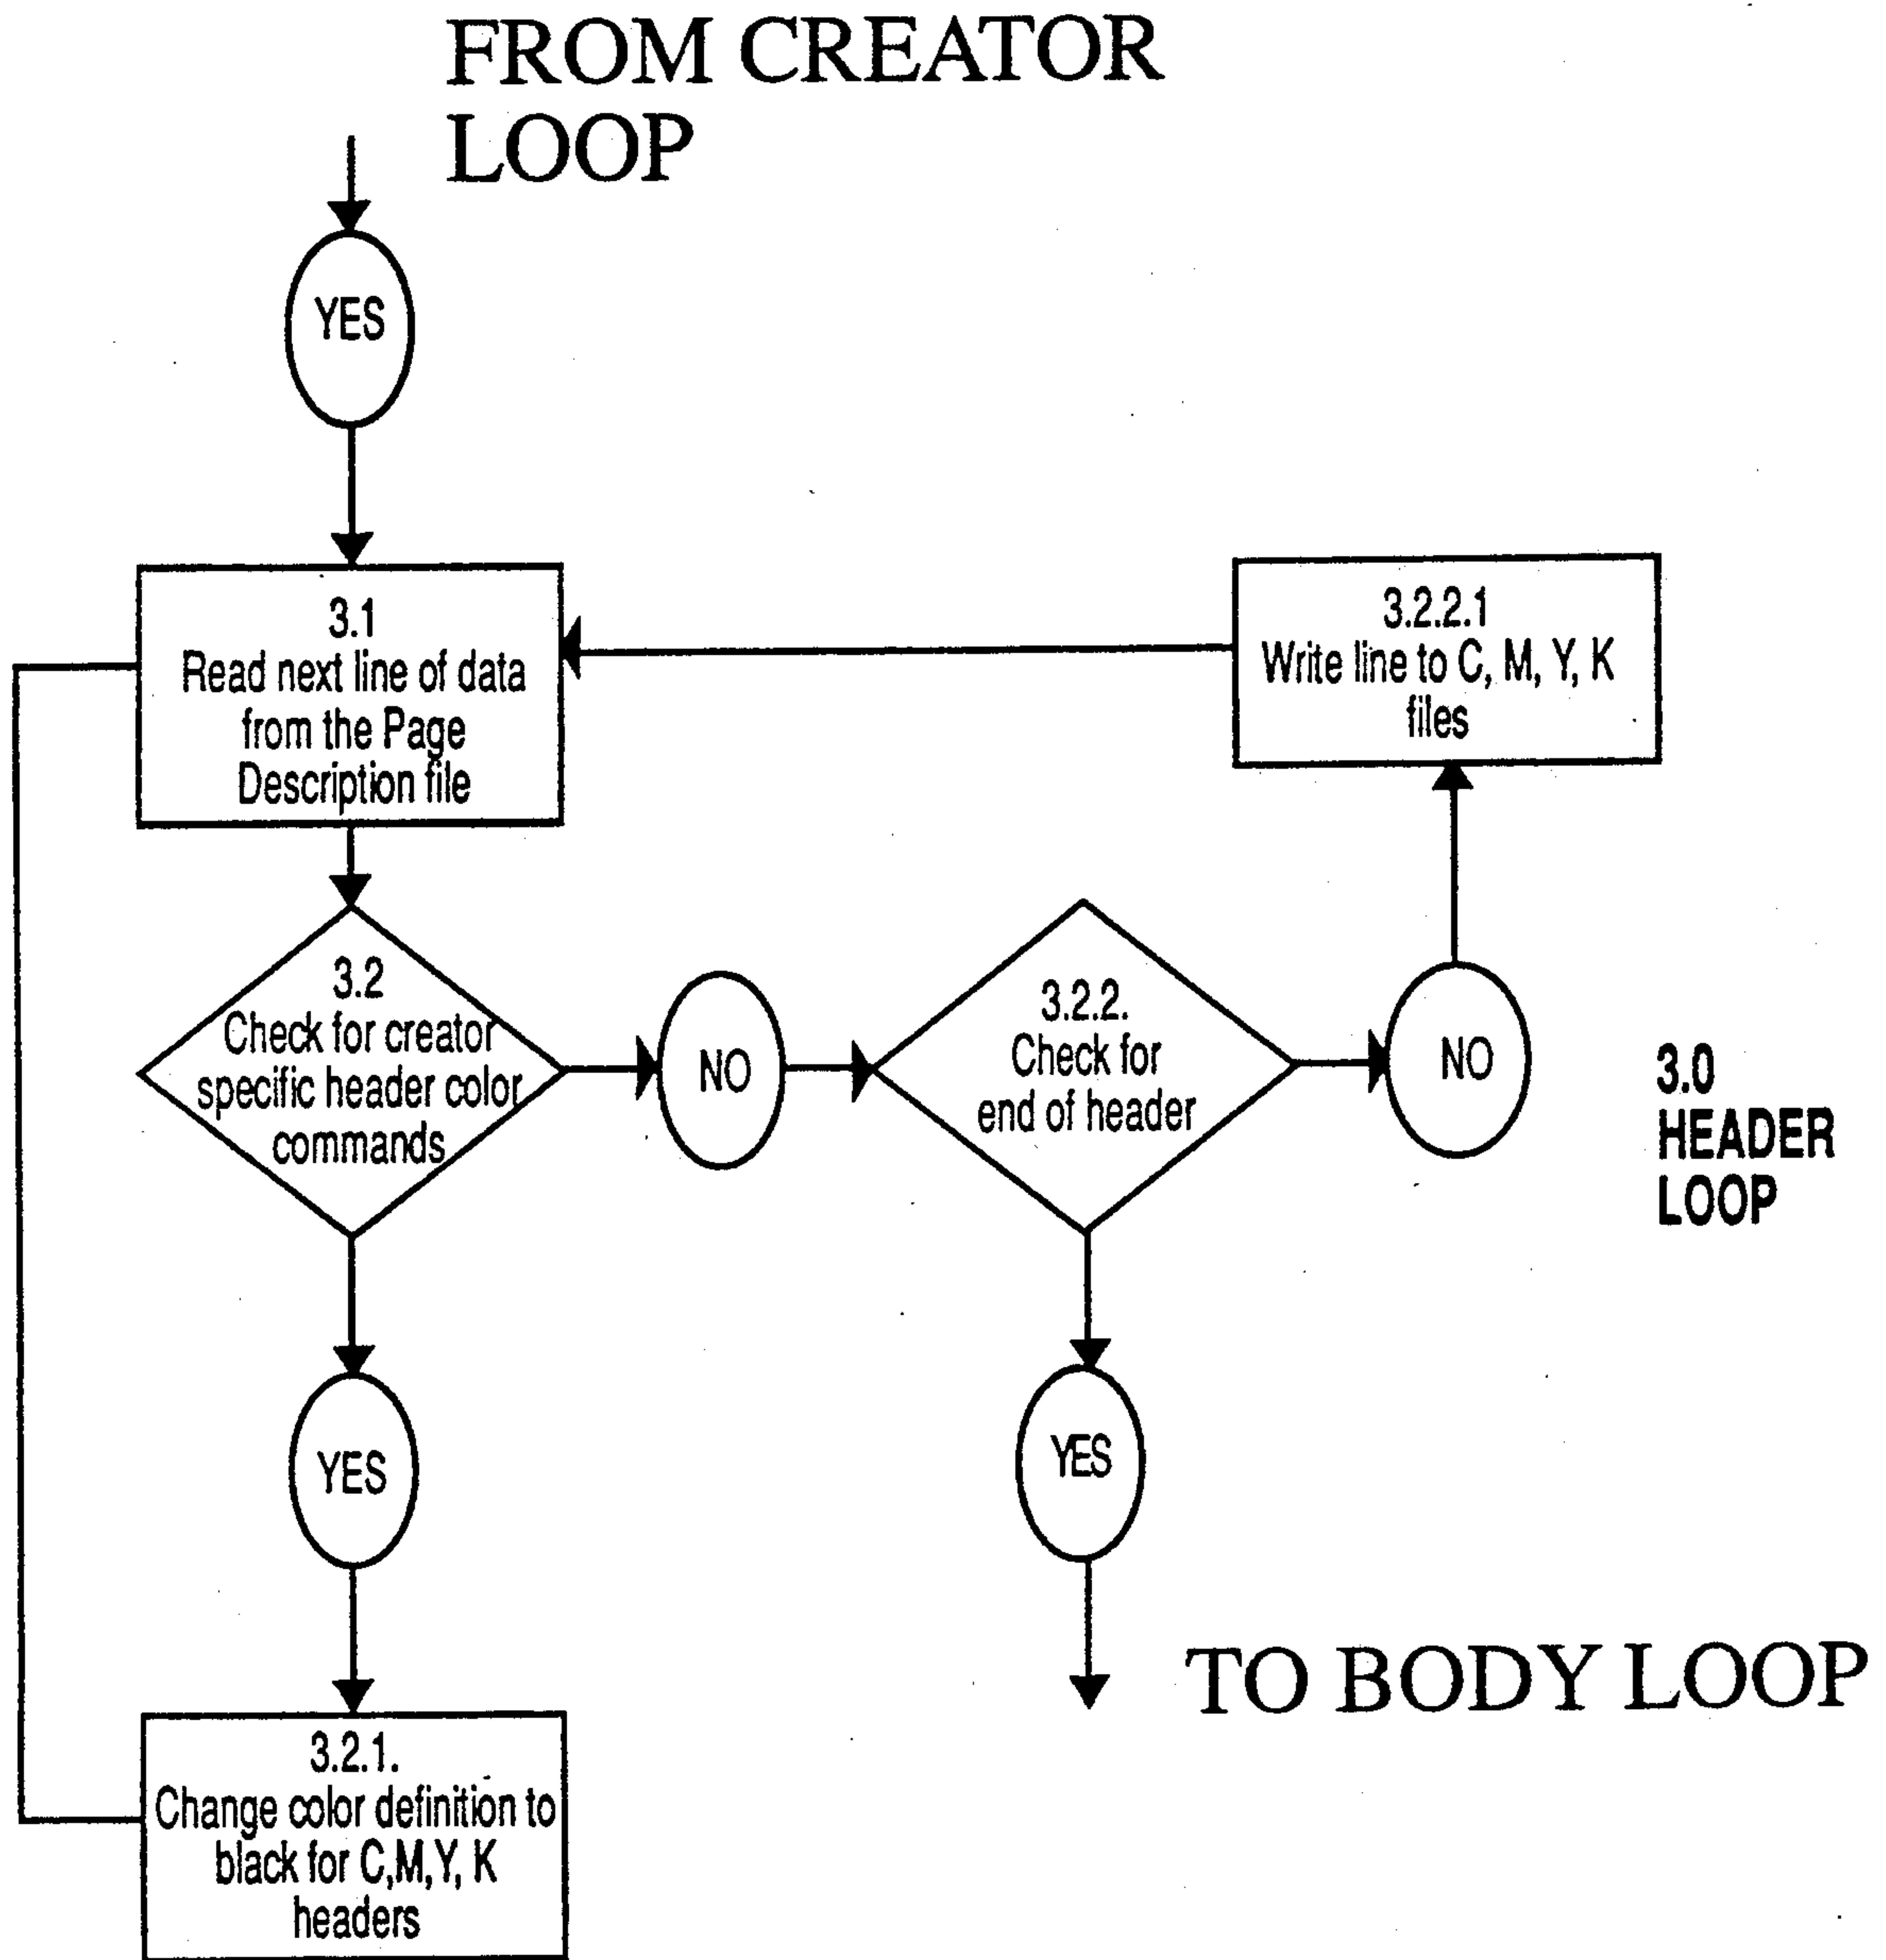 FROM CREATOR
LOOP
YES
3.1
Read next line of data
from the Page
Description file
3.2.2.1
Write line to C, M, Y, K
files
3.2
Check for creator
specific header color
commands
NO
3.2.2.
Check for
end of header
NO
3.0
HEADER
LOOP
YES
YES
TO BODY LOOP
3.2.1.
Change color definition to
black for C,M,Y, K
headers